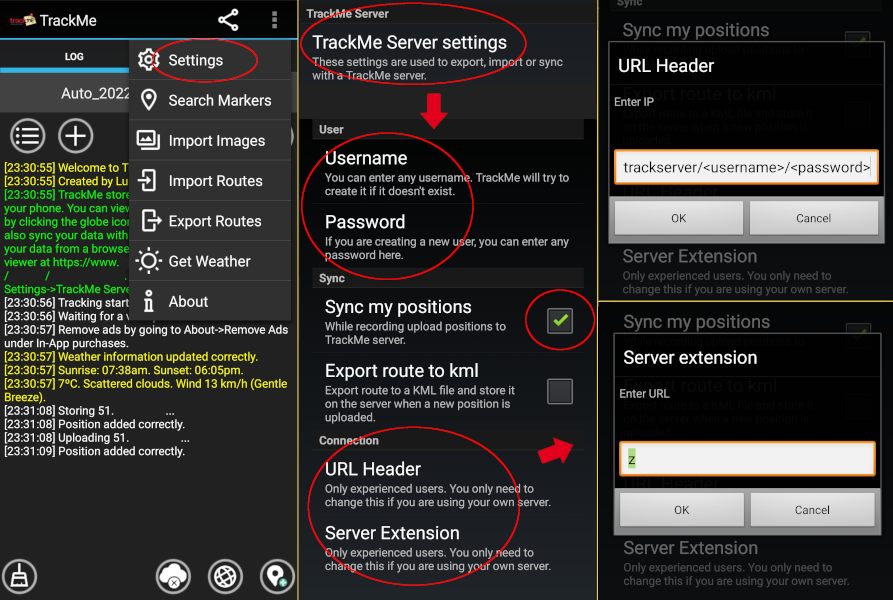 TrackMe
LOG
Auto_2022
Settings
Search Markers
Import Images
Import Routes
Export Routes
Get Weather
About
[23:30:55] Welcome to T
[23:30:55] Created by Lu
[23:30:55] TrackMe store
your phone. You can view
by clicking the globe icon
also sync your data with
your data from a browse
viewer at https://www.
/ / .
Settings->TrackMe Serve
[23:30:56] Tracking start
[23:30:56] Waiting for a v
[23:30:57] Remove ads by going to About->Remove Ads
under In-App purchases.
[23:30:57] Weather information updated correctly.
[23:30:57] Sunrise: 07:38am. Sunset: 06:05pm.
[23:30:57] 7ºC. Scattered clouds. Wind 13 km/h (Gentle
Breeze).
[23:31:08] Storing 51. ...
[23:31:08] Position added correctly.
[23:31:08] Uploading 51. ...
[23:31:09] Position added correctly.
TrackMe Server
TrackMe Server settings
These settings are used to export, import or sync
with a TrackMe server.
User
Username
You can enter any username. TrackMe will try to
create it if it doesn't exist.
Password
If you are creating a new user, you can enter any
password here.
Sync
Sync my positions
While recording upload positions to
TrackMe server.
Export route to kml
Export route to a KML file and store it
on the server when a new position is
uploaded.
Connection
URL Header
Only experienced users. You only need to
change this if you are using your own server.
Server Extension
Only experienced users. You only need to
change this if you are using your own server.
Sync
Sync my positions
URL Header
Enter IP
Export route to kml
trackserver/<username>/<password>
URL Header
OK Cancel
Server Extension
Only experienced users. You only need to
change this if you are using your own server.
Sync my positions
Server extension
Enter URL
Export route to kml
z
URL Header
OK Cancel
Server Extension
Only experienced users. You only need to
change this if you are using your own server.